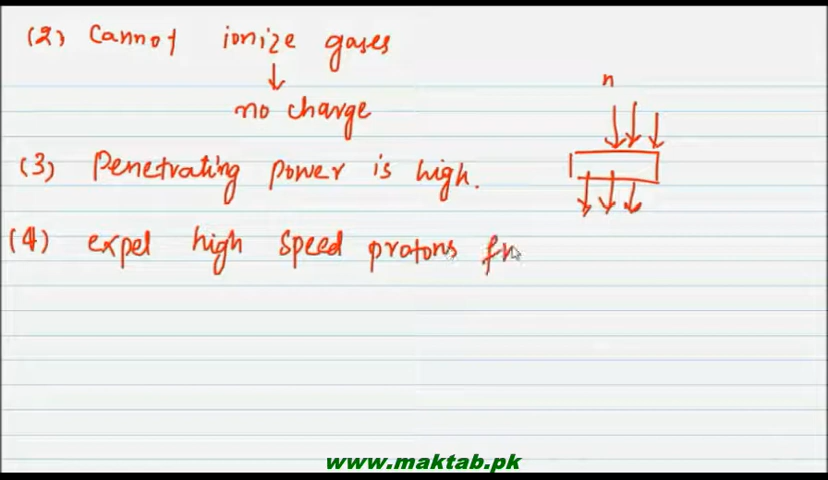 (2) Cannot ionize gases
↓
no charge
n
(3) Penetrating power is high.
(4) expel high speed protons fr
www.maktab.pk